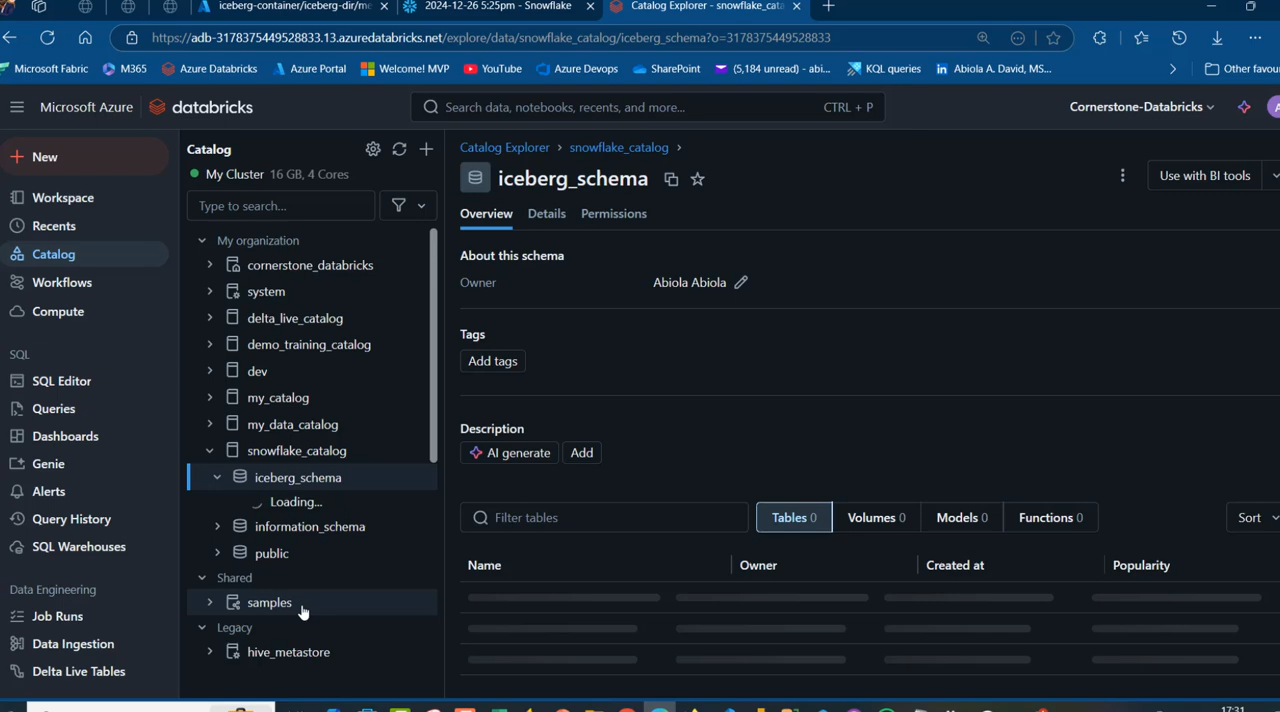 iceberg-container/iceberg-dir/me
2024-12-26 5:25pm - Snowflake
Catalog Explorer - snowflake_cata
https://adb-3178375449528833.13.azuredatabricks.net/explore/data/snowflake_catalog/iceberg_schema?o=3178375449528833
Microsoft Fabric
M365
Azure Databricks
Azure Portal
Welcome! MVP
YouTube
Azure Devops
SharePoint
(5,184 unread) - abi...
KQL queries
Abiola A. David, MS...
Other favou
Microsoft Azure
databricks
Search data, notebooks, recents, and more...
CTRL + P
Cornerstone-Databricks
New
Workspace
Recents
Catalog
Workflows
Compute
SQL
SQL Editor
Queries
Dashboards
Genie
Alerts
Query History
SQL Warehouses
Data Engineering
Job Runs
Data Ingestion
Delta Live Tables
Catalog
My Cluster 16 GB, 4 Cores
Type to search...
My organization
cornerstone_databricks
system
delta_live_catalog
demo_training_catalog
dev
my_catalog
my_data_catalog
snowflake_catalog
iceberg_schema
Loading...
information_schema
public
Shared
samples
Legacy
hive_metastore
Catalog Explorer > snowflake_catalog >
iceberg_schema
Use with BI tools
Overview
Details
Permissions
About this schema
Owner
Abiola Abiola
Tags
Add tags
Description
AI generate
Add
Filter tables
Tables 0
Volumes 0
Models 0
Functions 0
Sort
Name
Owner
Created at
Popularity
17:31